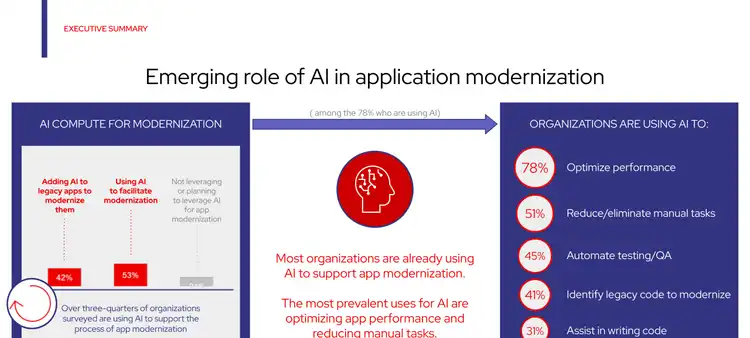 EXECUTIVE SUMMARY
Emerging role of AI in application modernization
AI COMPUTE FOR MODERNIZATION
Adding AI to
legacy apps to
modernize
them
Using AI
to facilitate
modernization
Not leveraging
or planning
to leverage AI
for app
modernization
42%
53%
Over three-quarters of organizations
surveyed are using AI to support the
process of app modernization
( among the 78% who are using AI)
Most organizations are already using
AI to support app modernization.
The most prevalent uses for AI are
optimizing app performance and
reducing manual tasks.
ORGANIZATIONS ARE USING AI TO:
78% Optimize performance
51% Reduce/eliminate manual tasks
45% Automate testing/QA
41% Identify legacy code to modernize
31% Assist in writing code